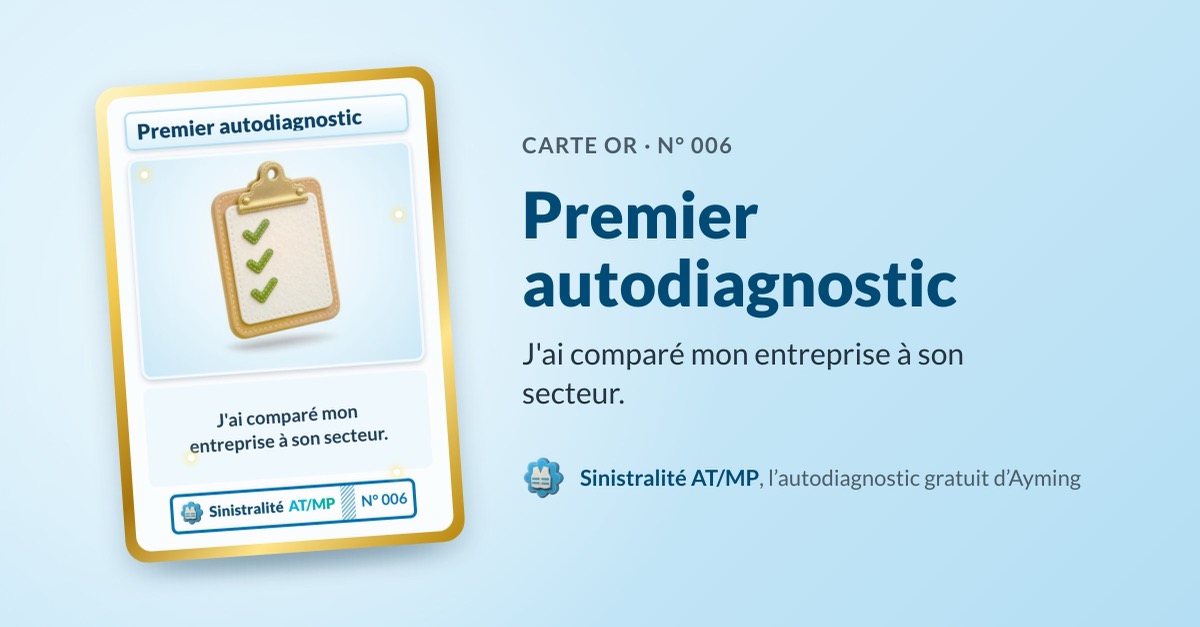 Premier autodiagnostic
J'ai comparé mon
entreprise à son secteur.
Sinistralité AT/MP N° 006
CARTE OR · N° 006
Premier
autodiagnostic
J'ai comparé mon entreprise à son
secteur.
Sinistralité AT/MP, l’autodiagnostic gratuit d’Ayming